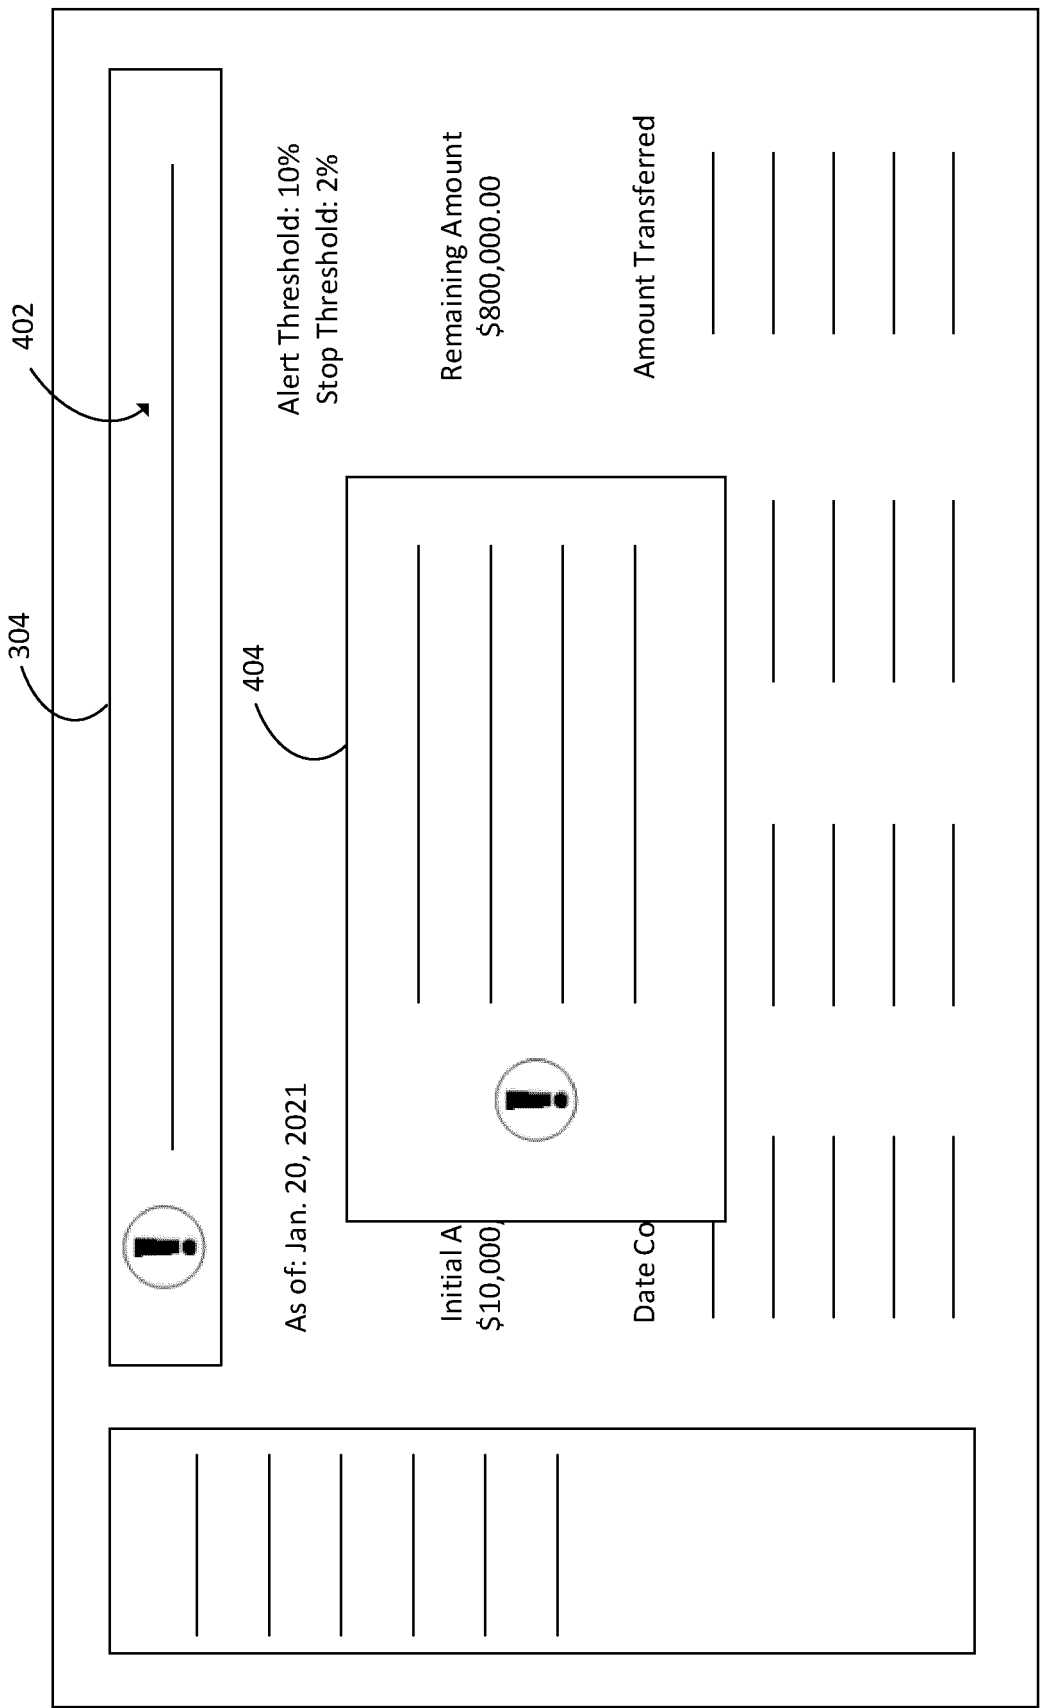 402
304
404
As of: Jan. 20, 2021
Alert Threshold: 10%
Stop Threshold: 2%
Initial A
$10,000,
Remaining Amount
$800,000.00
Date Co
Amount Transferred